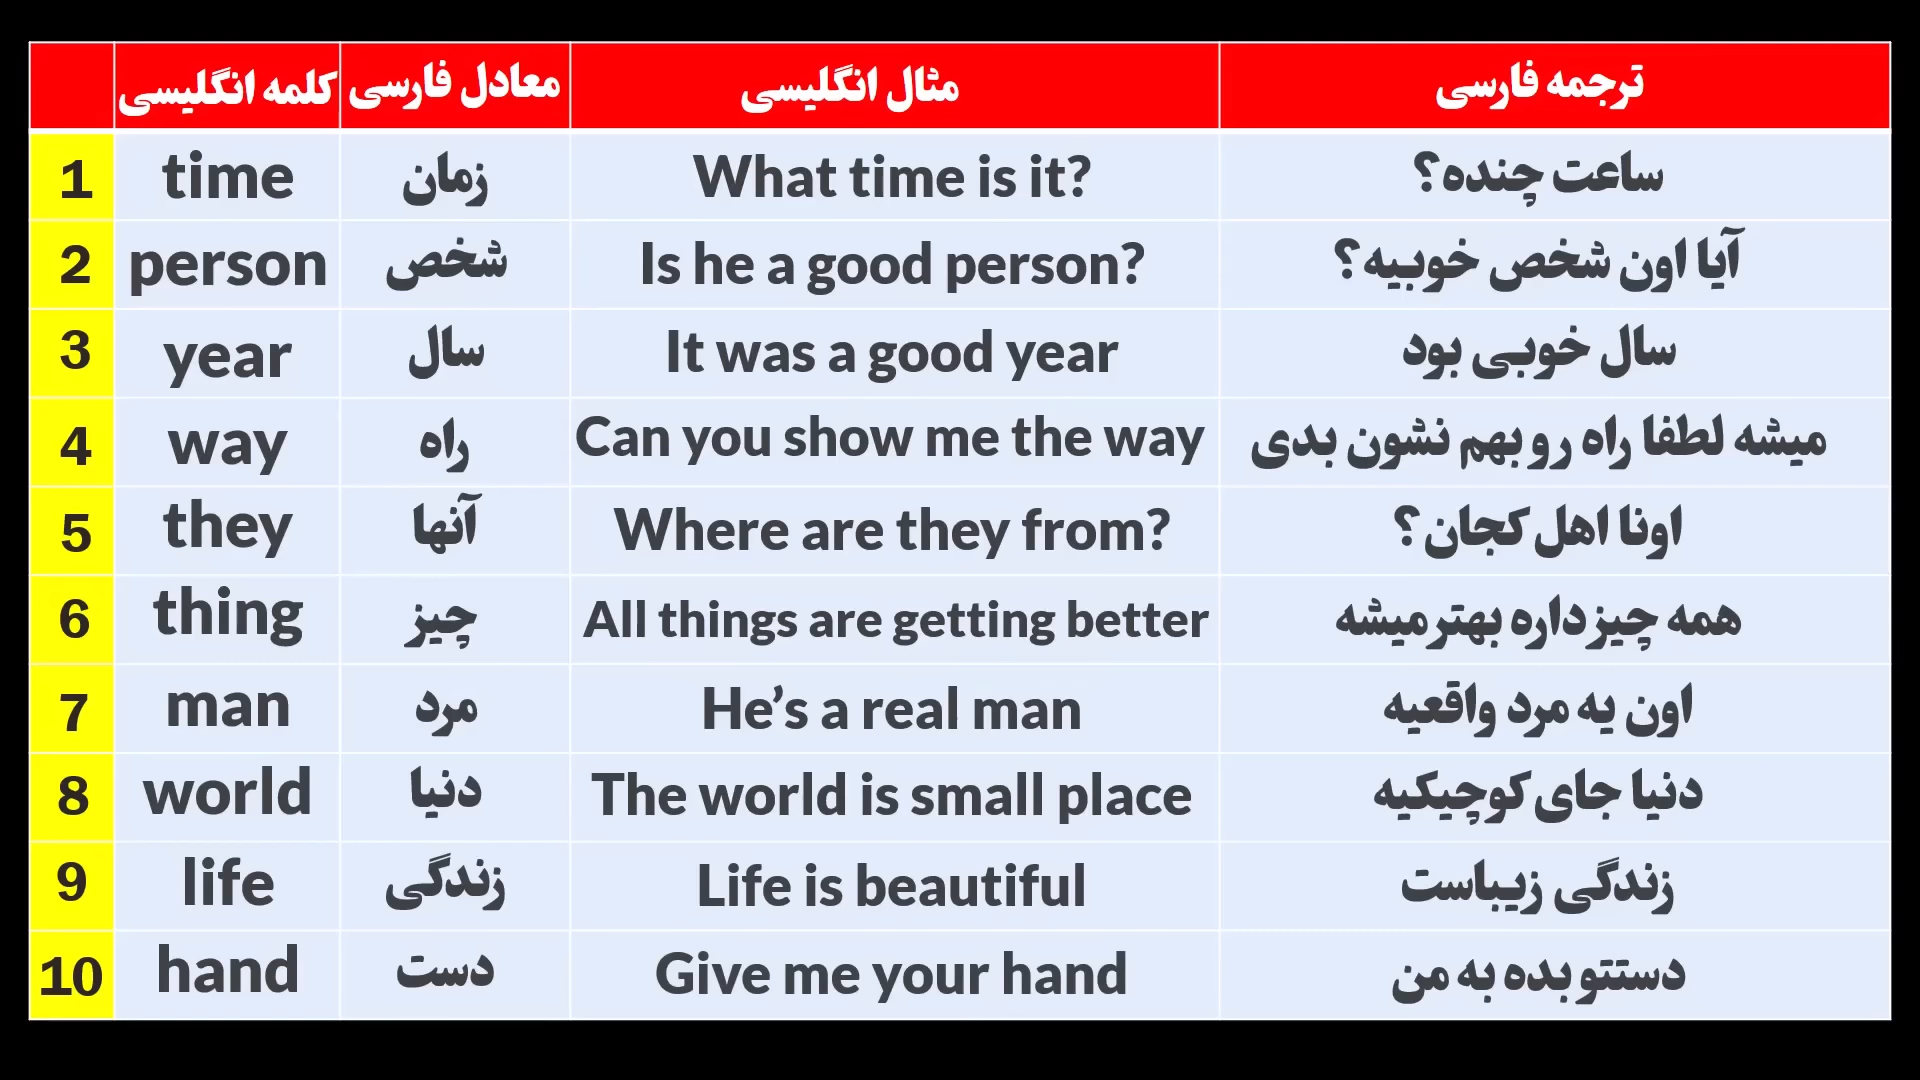 کلمه انگلیسی معادل فارسی مثال انگلیسی ترجمه فارسی
1 time زمان What time is it? ساعت چنده؟
2 person شخص Is he a good person? آیا اون شخص خوبیه؟
3 year سال It was a good year سال خوبی بود
4 way راه Can you show me the way میشه لطفا راه رو بهم نشون بدی
5 they آنها Where are they from? اونا اهل کجان؟
6 thing چیز All things are getting better همه چیز داره بهتر میشه
7 man مرد He’s a real man اون یه مرد واقعیه
8 world دنیا The world is small place دنیا جای کوچیکیه
9 life زندگی Life is beautiful زندگی زیباست
10 hand دست Give me your hand دستتو بده به من